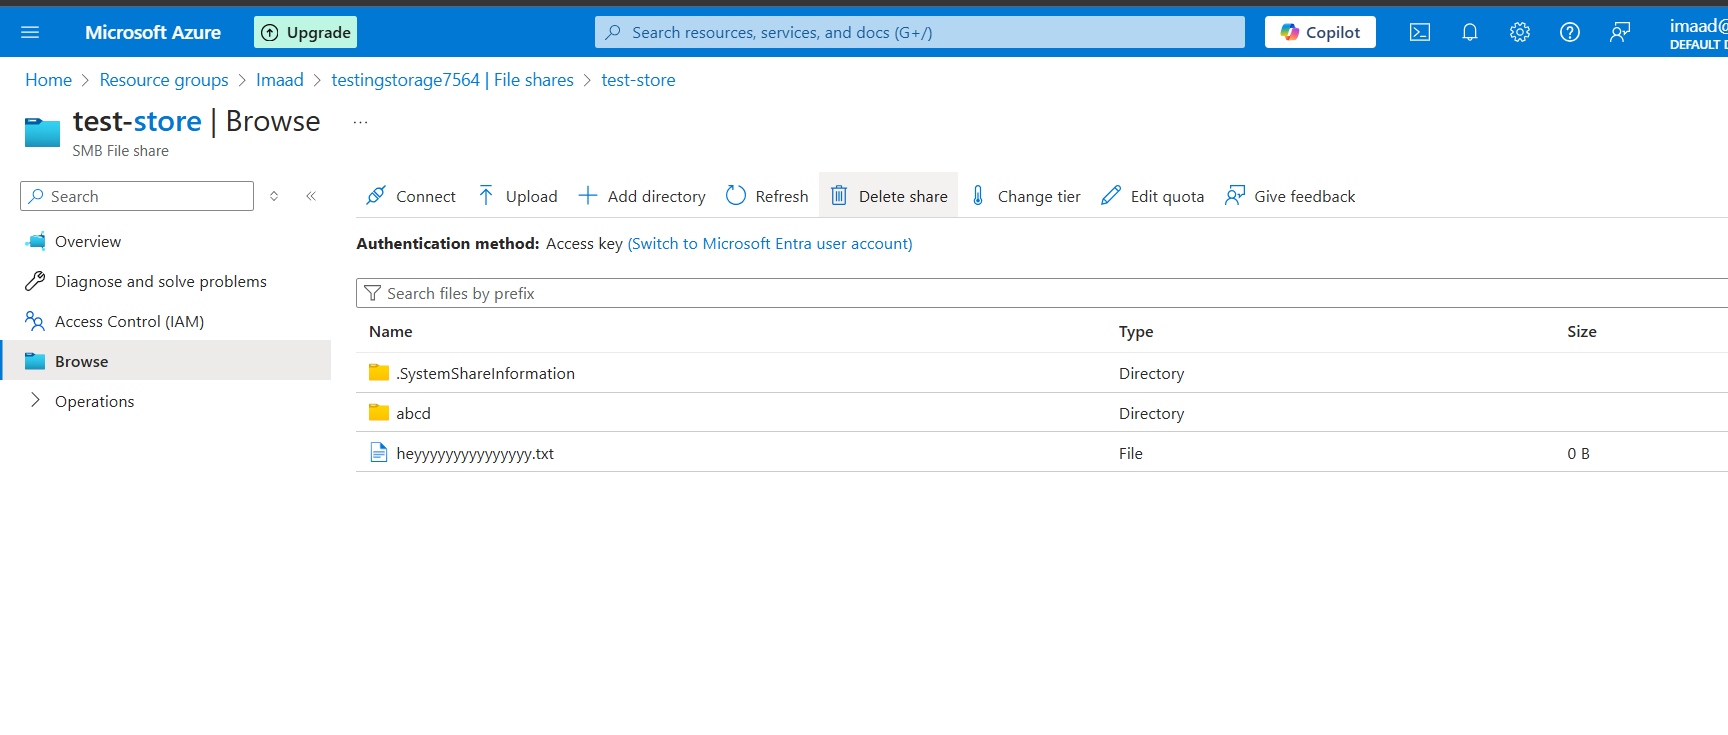 Microsoft Azure Upgrade Search resources, services, and docs (G+/) Copilot imaad@
DEFAULT D
Home > Resource groups > Imaad > testingstorage7564 | File shares > test-store
test-store | Browse ...
SMB File share
Search
Connect Upload Add directory Refresh Delete share Change tier Edit quota Give feedback
Overview
Diagnose and solve problems
Access Control (IAM)
Browse
Operations
Authentication method: Access key (Switch to Microsoft Entra user account)
Search files by prefix
Name Type Size
.SystemShareInformation Directory
abcd Directory
heyyyyyyyyyyyyyyy.txt File 0 B